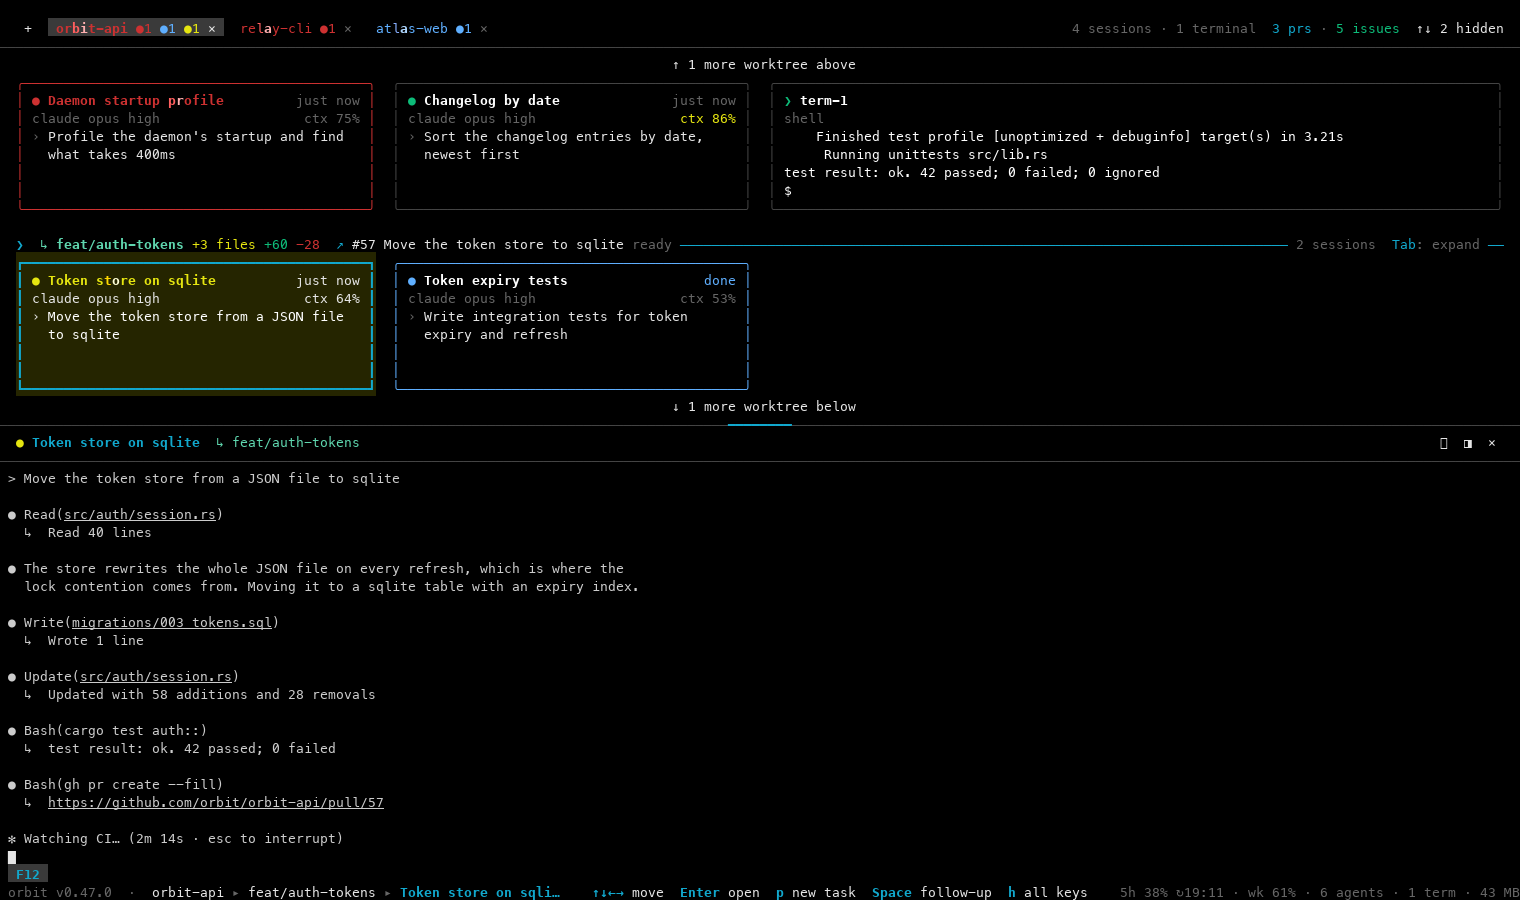 + orbit-api ●1 ●1 ●1 × relay-cli ●1 × atlas-web ●1 × 4 sessions · 1 terminal 3 prs · 5 issues ↑↓ 2 hidden
↑ 1 more worktree above
● Daemon startup profile just now ● Changelog by date just now ❯ term-1
claude opus high ctx 75% claude opus high ctx 86% shell
› Profile the daemon's startup and find › Sort the changelog entries by date, Finished test profile [unoptimized + debuginfo] target(s) in 3.21s
what takes 400ms newest first Running unittests src/lib.rs
test result: ok. 42 passed; 0 failed; 0 ignored
$
❯ ↳ feat/auth-tokens +3 files +60 −28 ↗ #57 Move the token store to sqlite ready 2 sessions Tab: expand
● Token store on sqlite just now ● Token expiry tests done
claude opus high ctx 64% claude opus high ctx 53%
› Move the token store from a JSON file › Write integration tests for token
to sqlite expiry and refresh
↓ 1 more worktree below
● Token store on sqlite ↳ feat/auth-tokens ◨ ×
> Move the token store from a JSON file to sqlite
● Read(src/auth/session.rs)
↳ Read 40 lines
● The store rewrites the whole JSON file on every refresh, which is where the
lock contention comes from. Moving it to a sqlite table with an expiry index.
● Write(migrations/003_tokens.sql)
↳ Wrote 1 line
● Update(src/auth/session.rs)
↳ Updated with 58 additions and 28 removals
● Bash(cargo test auth::)
↳ test result: ok. 42 passed; 0 failed
● Bash(gh pr create --fill)
↳ https://github.com/orbit/orbit-api/pull/57
✻ Watching CI… (2m 14s · esc to interrupt)
F12
orbit v0.47.0 · orbit-api ▸ feat/auth-tokens ▸ Token store on sqli… ↑↓←→ move Enter open p new task Space follow-up h all keys 5h 38% ↻19:11 · wk 61% · 6 agents · 1 term · 43 MB